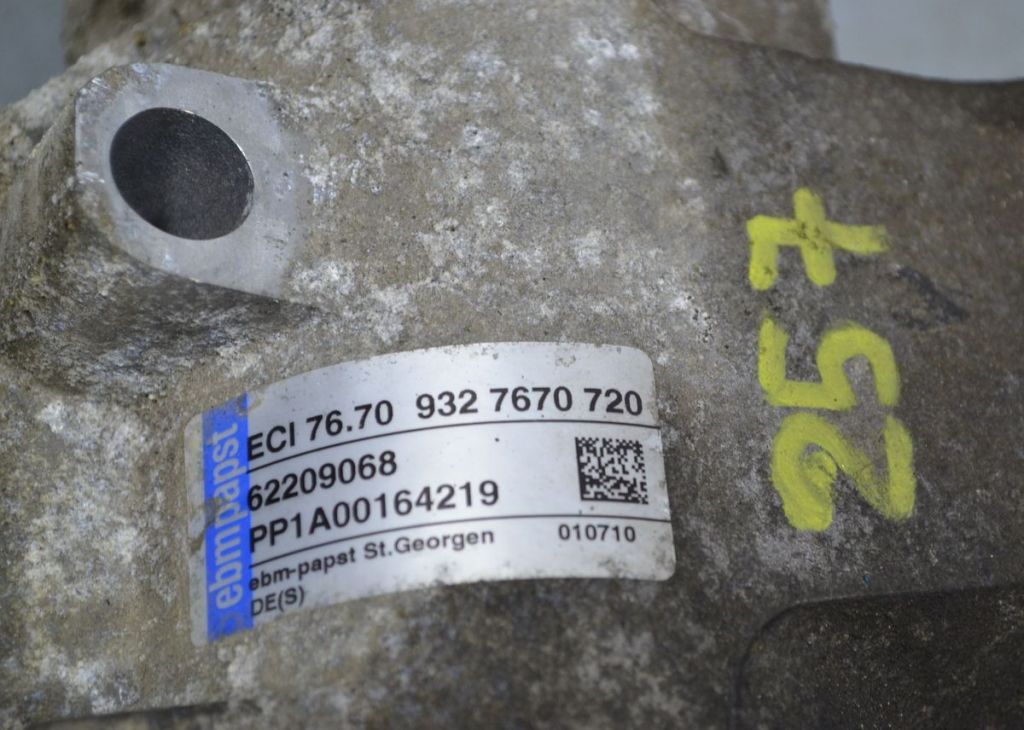 ebmpapst
ECI 76.70 932 7670 720
62209068
PP1A00164219
ebm-papst St.Georgen 010710
DE(S)
257